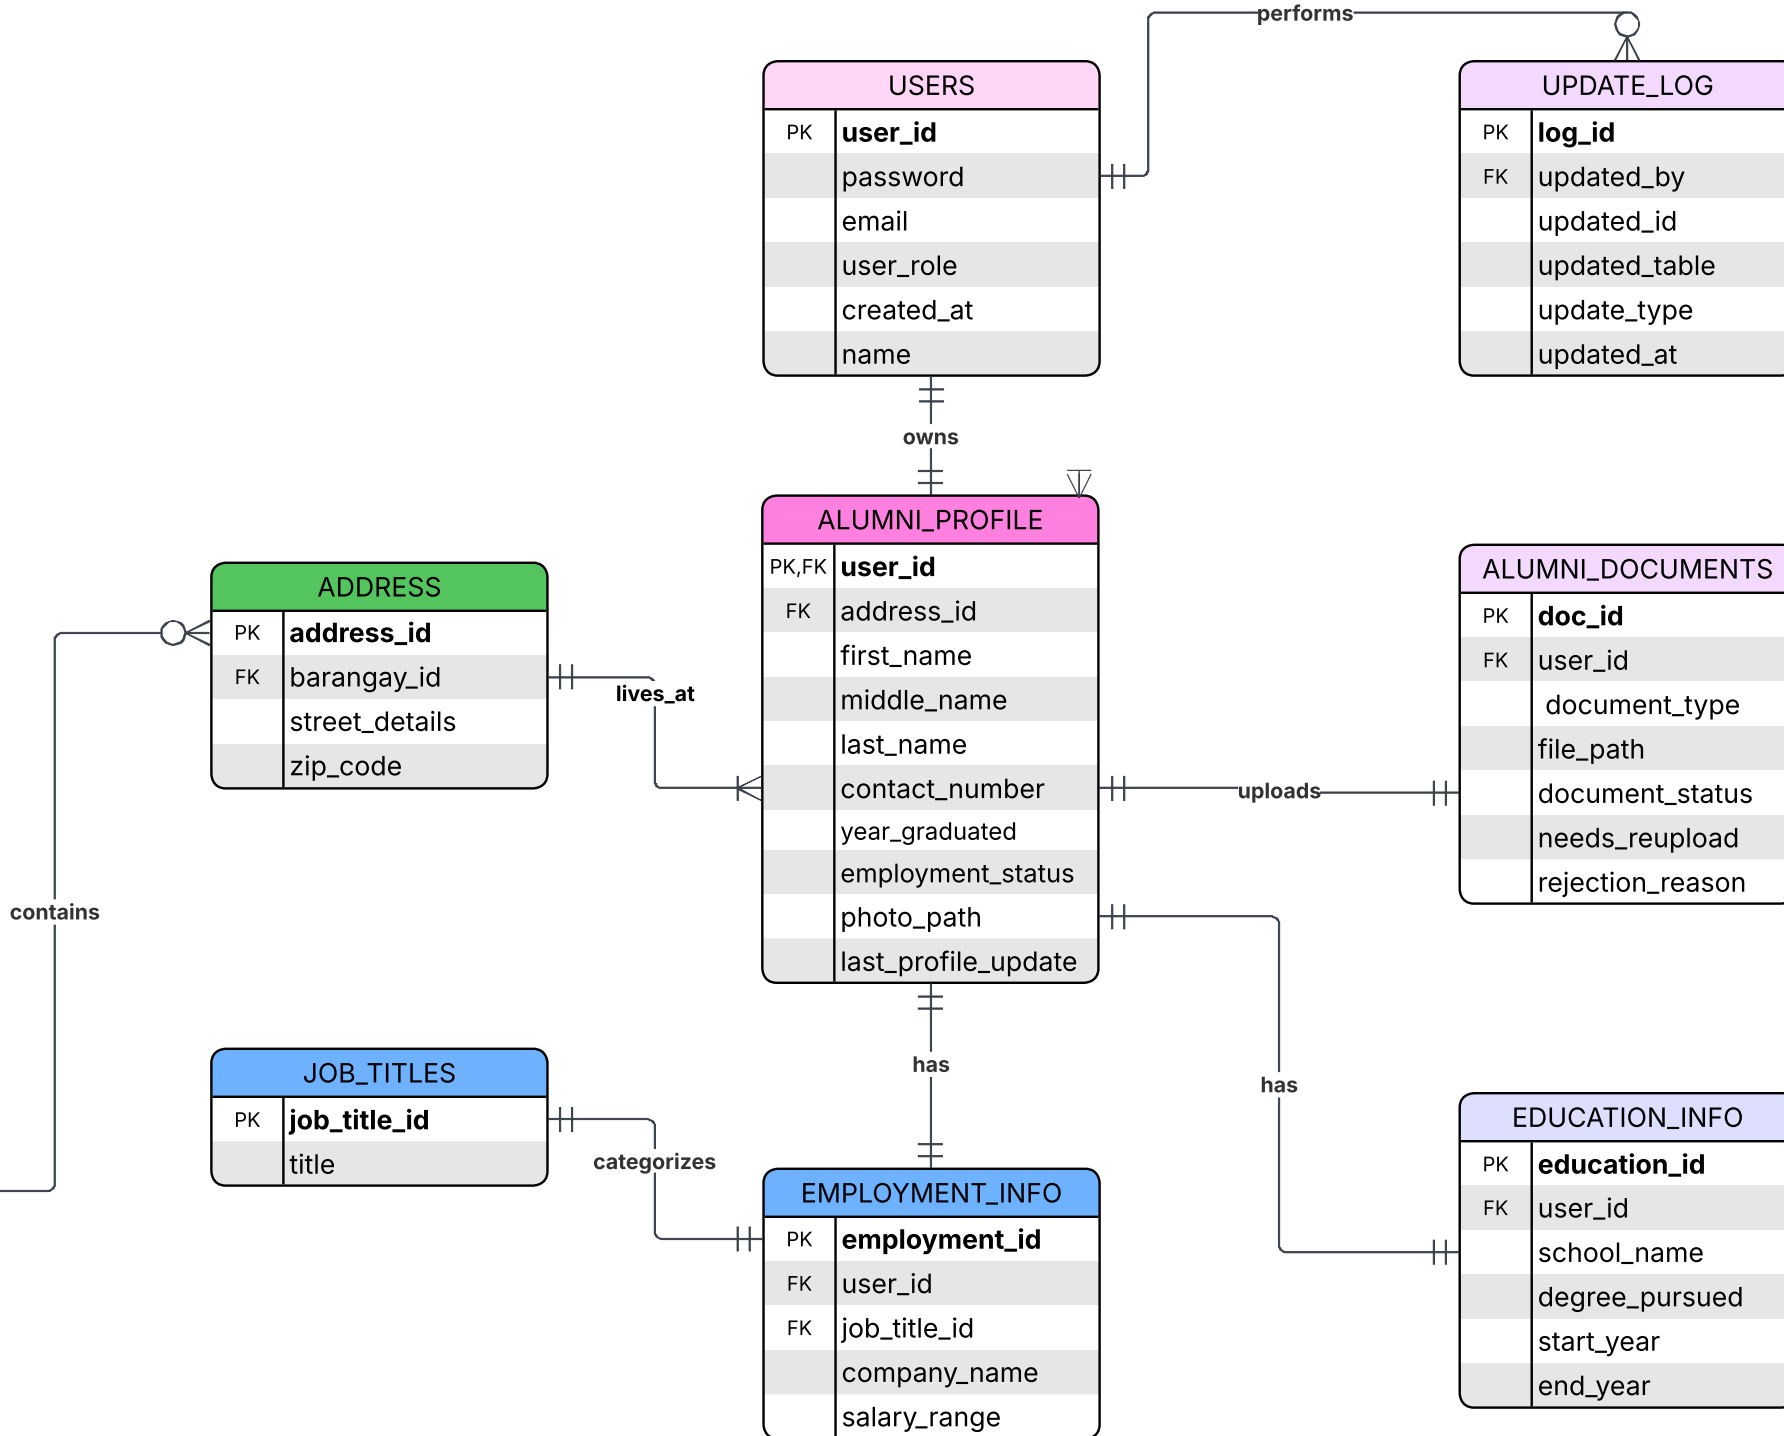 performs
USERS
PK user_id
password
email
user_role
created_at
name
UPDATE_LOG
PK log_id
FK updated_by
updated_id
updated_table
update_type
updated_at
owns
ALUMNI_PROFILE
PK,FK user_id
FK address_id
first_name
middle_name
last_name
contact_number
year_graduated
employment_status
photo_path
last_profile_update
ADDRESS
PK address_id
FK barangay_id
street_details
zip_code
lives_at
ALUMNI_DOCUMENTS
PK doc_id
FK user_id
document_type
file_path
document_status
needs_reupload
rejection_reason
uploads
contains
has
has
JOB_TITLES
PK job_title_id
title
categorizes
EMPLOYMENT_INFO
PK employment_id
FK user_id
FK job_title_id
company_name
salary_range
EDUCATION_INFO
PK education_id
FK user_id
school_name
degree_pursued
start_year
end_year